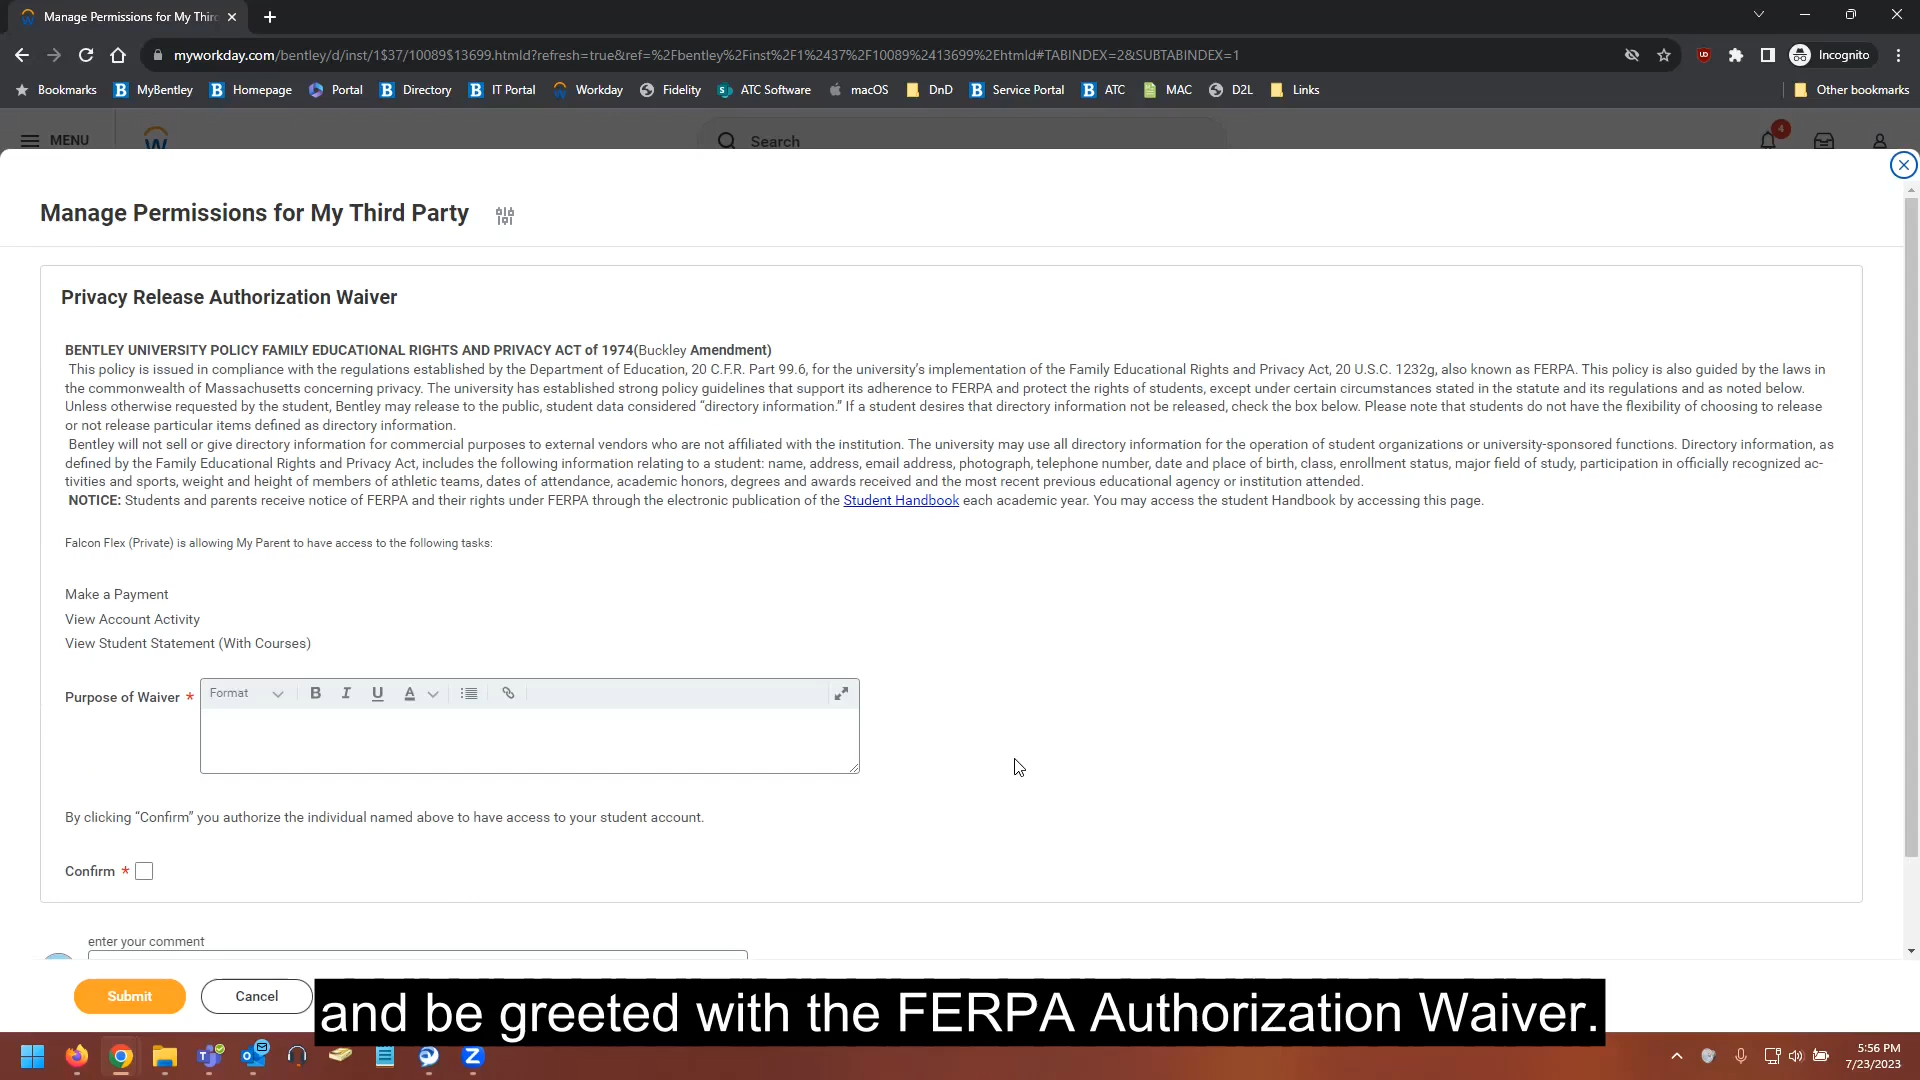 Manage Permissions for My Thir
myworkday.com/bentley/d/inst/1$37/10089$13699.htmld?refresh=true&ref=%2Fbentley%2Finst%2F1%2437%2F10089%2413699%2Ehtmld#TABINDEX=2&SUBTABINDEX=1
Incognito
Bookmarks MyBentley Homepage Portal Directory IT Portal Workday Fidelity ATC Software macOS DnD Service Portal ATC MAC D2L Links Other bookmarks
MENU Search 4
Manage Permissions for My Third Party
Privacy Release Authorization Waiver
BENTLEY UNIVERSITY POLICY FAMILY EDUCATIONAL RIGHTS AND PRIVACY ACT of 1974(Buckley Amendment)
This policy is issued in compliance with the regulations established by the Department of Education, 20 C.F.R. Part 99.6, for the university's implementation of the Family Educational Rights and Privacy Act, 20 U.S.C. 1232g, also known as FERPA. This policy is also guided by the laws in
the commonwealth of Massachusetts concerning privacy. The university has established strong policy guidelines that support its adherence to FERPA and protect the rights of students, except under certain circumstances stated in the statute and its regulations and as noted below.
Unless otherwise requested by the student, Bentley may release to the public, student data considered “directory information.” If a student desires that directory information not be released, check the box below. Please note that students do not have the flexibility of choosing to release
or not release particular items defined as directory information.
Bentley will not sell or give directory information for commercial purposes to external vendors who are not affiliated with the institution. The university may use all directory information for the operation of student organizations or university-sponsored functions. Directory information, as
defined by the Family Educational Rights and Privacy Act, includes the following information relating to a student: name, address, email address, photograph, telephone number, date and place of birth, class, enrollment status, major field of study, participation in officially recognized ac-
tivities and sports, weight and height of members of athletic teams, dates of attendance, academic honors, degrees and awards received and the most recent previous educational agency or institution attended.
NOTICE: Students and parents receive notice of FERPA and their rights under FERPA through the electronic publication of the Student Handbook each academic year. You may access the student Handbook by accessing this page.
Falcon Flex (Private) is allowing My Parent to have access to the following tasks:
Make a Payment
View Account Activity
View Student Statement (With Courses)
Purpose of Waiver * Format B I U A
By clicking “Confirm” you authorize the individual named above to have access to your student account.
Confirm *
enter your comment
Submit Cancel
and be greeted with the FERPA Authorization Waiver.
5:56 PM
7/23/2023